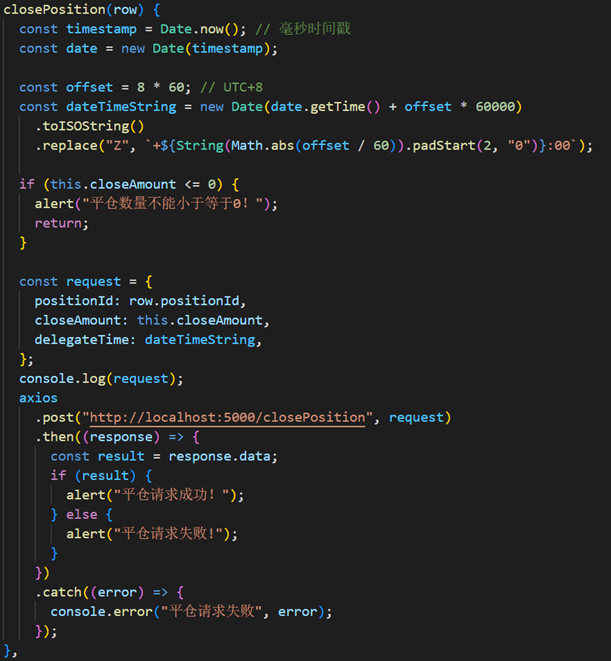 closePosition(row) {
  const timestamp = Date.now(); // 毫秒时间戳
  const date = new Date(timestamp);

  const offset = 8 * 60; // UTC+8
  const dateTimeString = new Date(date.getTime() + offset * 60000)
    .toISOString()
    .replace("Z", `+${String(Math.abs(offset / 60)).padStart(2, "0")}:00`);

  if (this.closeAmount <= 0) {
    alert("平仓数量不能小于等于0！");
    return;
  }

  const request = {
    positionId: row.positionId,
    closeAmount: this.closeAmount,
    delegateTime: dateTimeString,
  };
  console.log(request);
  axios
    .post("http://localhost:5000/closePosition", request)
    .then((response) => {
      const result = response.data;
      if (result) {
        alert("平仓请求成功！");
      } else {
        alert("平仓请求失败!");
      }
    })
    .catch((error) => {
      console.error("平仓请求失败", error);
    });
},